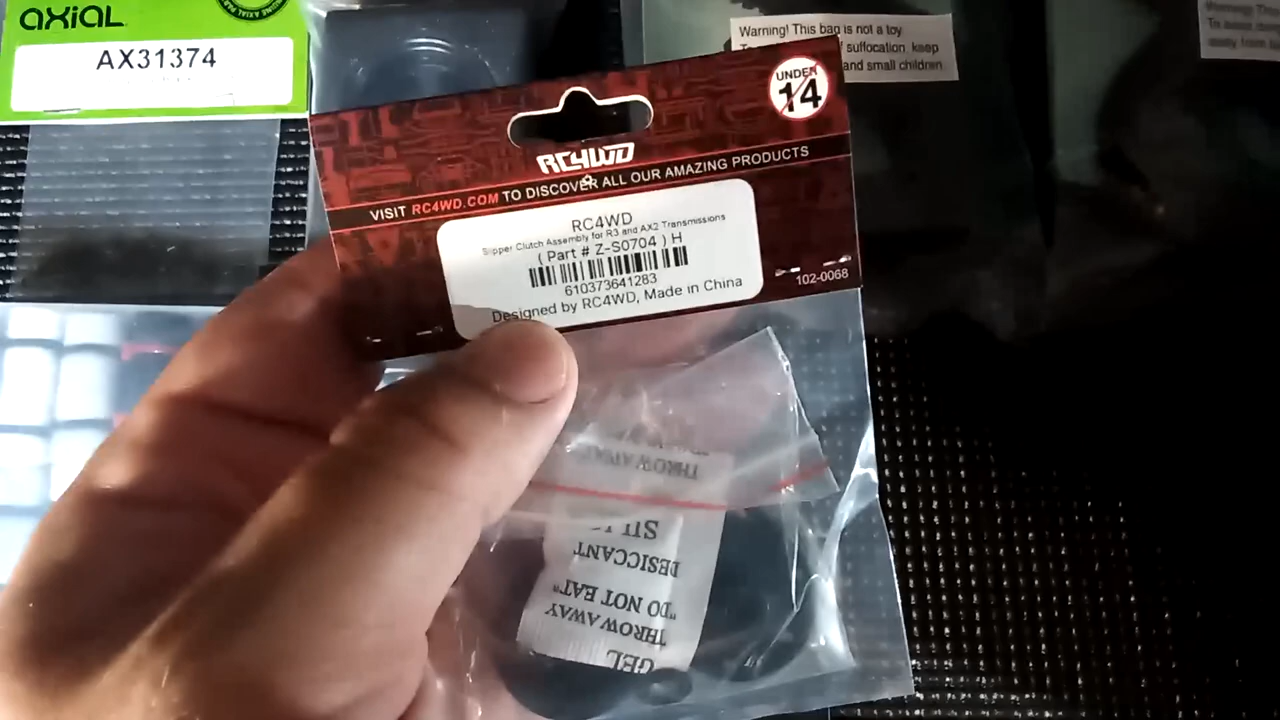 axial
AX31374
Warning! This bag is not a toy
suffocation, keep
and small children
UNDER
14
RC4WD
VISIT RC4WD.COM TO DISCOVER ALL OUR AMAZING PRODUCTS
RC4WD
Slipper Clutch Assembly for R3 and AX2 Transmissions
( Part # Z-S0704 ) H
610373641283
Designed by RC4WD, Made in China
102-0068
THROW AWAY
DESICCANT
"DO NOT EAT"
THROW AWAY
GEL